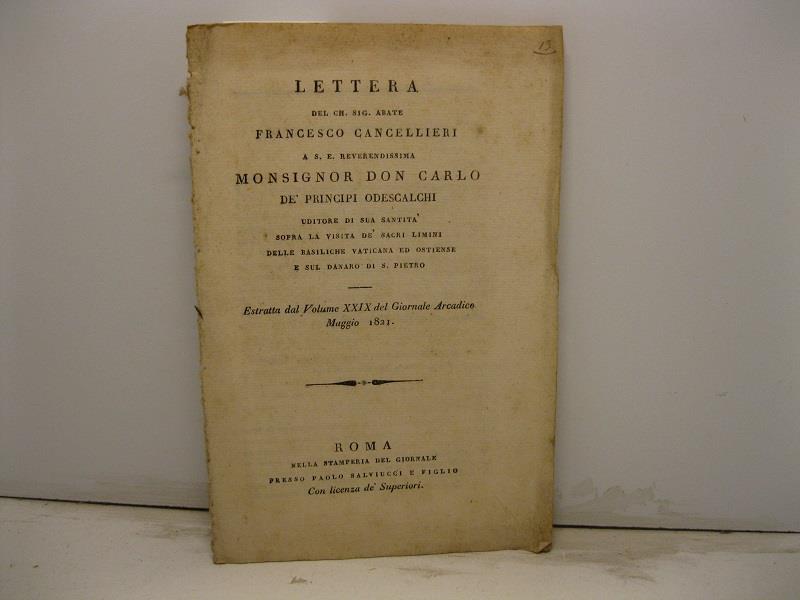 13
LETTERA
DEL CH. SIG. ABATE
FRANCESCO CANCELLIERI
A S. E. REVERENDISSIMA
MONSIGNOR DON CARLO
DE' PRINCIPI ODESCALCHI
UDITORE DI SUA SANTITA'
SOPRA LA VISITA DE' SACRI LIMINI
DELLE BASILICHE VATICANA ED OSTIENSE
E SUL DANARO DI S. PIETRO
Estratta dal Volume XXIX del Giornale Arcadico
Maggio 1821.
ROMA
NELLA STAMPERIA DEL GIORNALE
PRESSO PAOLO SALVIUCCI E FIGLIO
Con licenza de' Superiori.